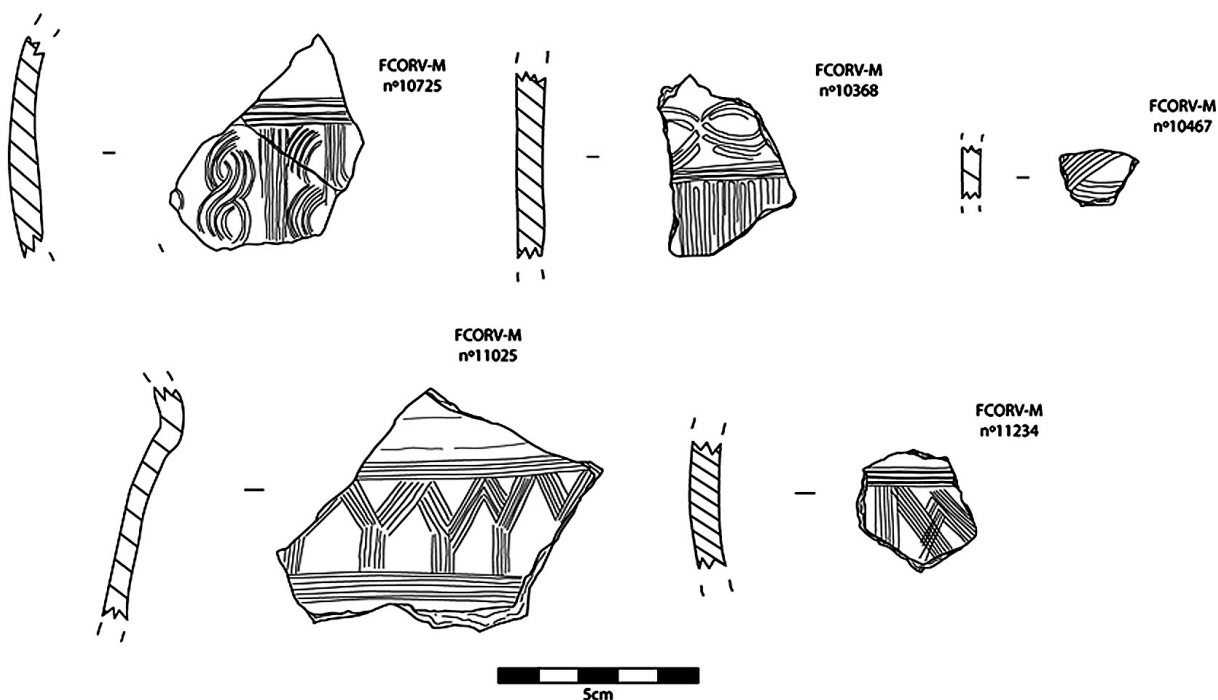 FCORV-M
nº10725
FCORV-M
nº10368
FCORV-M
nº10467
FCORV-M
nº11025
FCORV-M
nº11234
5cm